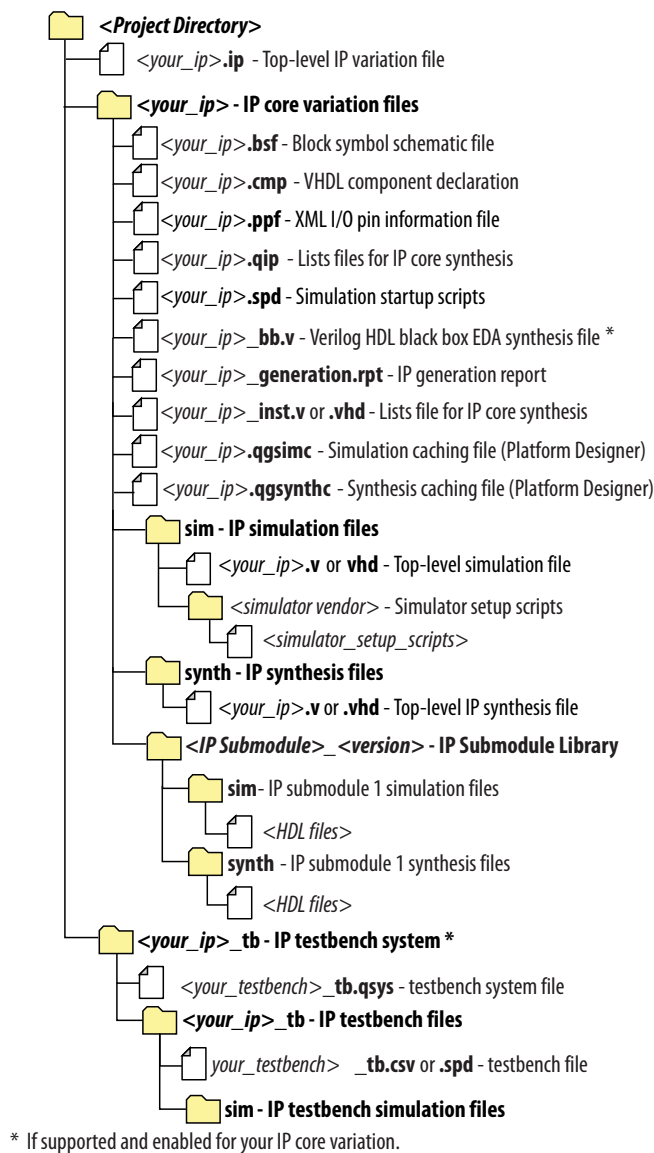 <Project Directory>
<your_ip>.ip - Top-level IP variation file
<your_ip> - IP core variation files
<your_ip>.bsf - Block symbol schematic file
<your_ip>.cmp - VHDL component declaration
<your_ip>.ppf - XML I/O pin information file
<your_ip>.qip - Lists files for IP core synthesis
<your_ip>.spd - Simulation startup scripts
<your_ip>_bb.v - Verilog HDL black box EDA synthesis file *
<your_ip>_generation.rpt - IP generation report
<your_ip>_inst.v or .vhd - Lists file for IP core synthesis
<your_ip>.qgsimc - Simulation caching file (Platform Designer)
<your_ip>.qgsynthc - Synthesis caching file (Platform Designer)
sim - IP simulation files
<your_ip>.v or vhd - Top-level simulation file
<simulator vendor> - Simulator setup scripts
<simulator_setup_scripts>
synth - IP synthesis files
<your_ip>.v or .vhd - Top-level IP synthesis file
<IP Submodule>_<version> - IP Submodule Library
sim- IP submodule 1 simulation files
<HDL files>
synth - IP submodule 1 synthesis files
<HDL files>
<your_ip>_tb - IP testbench system *
<your_testbench>_tb.qsys - testbench system file
<your_ip>_tb - IP testbench files
your_testbench> _tb.csv or .spd - testbench file
sim - IP testbench simulation files
* If supported and enabled for your IP core variation.